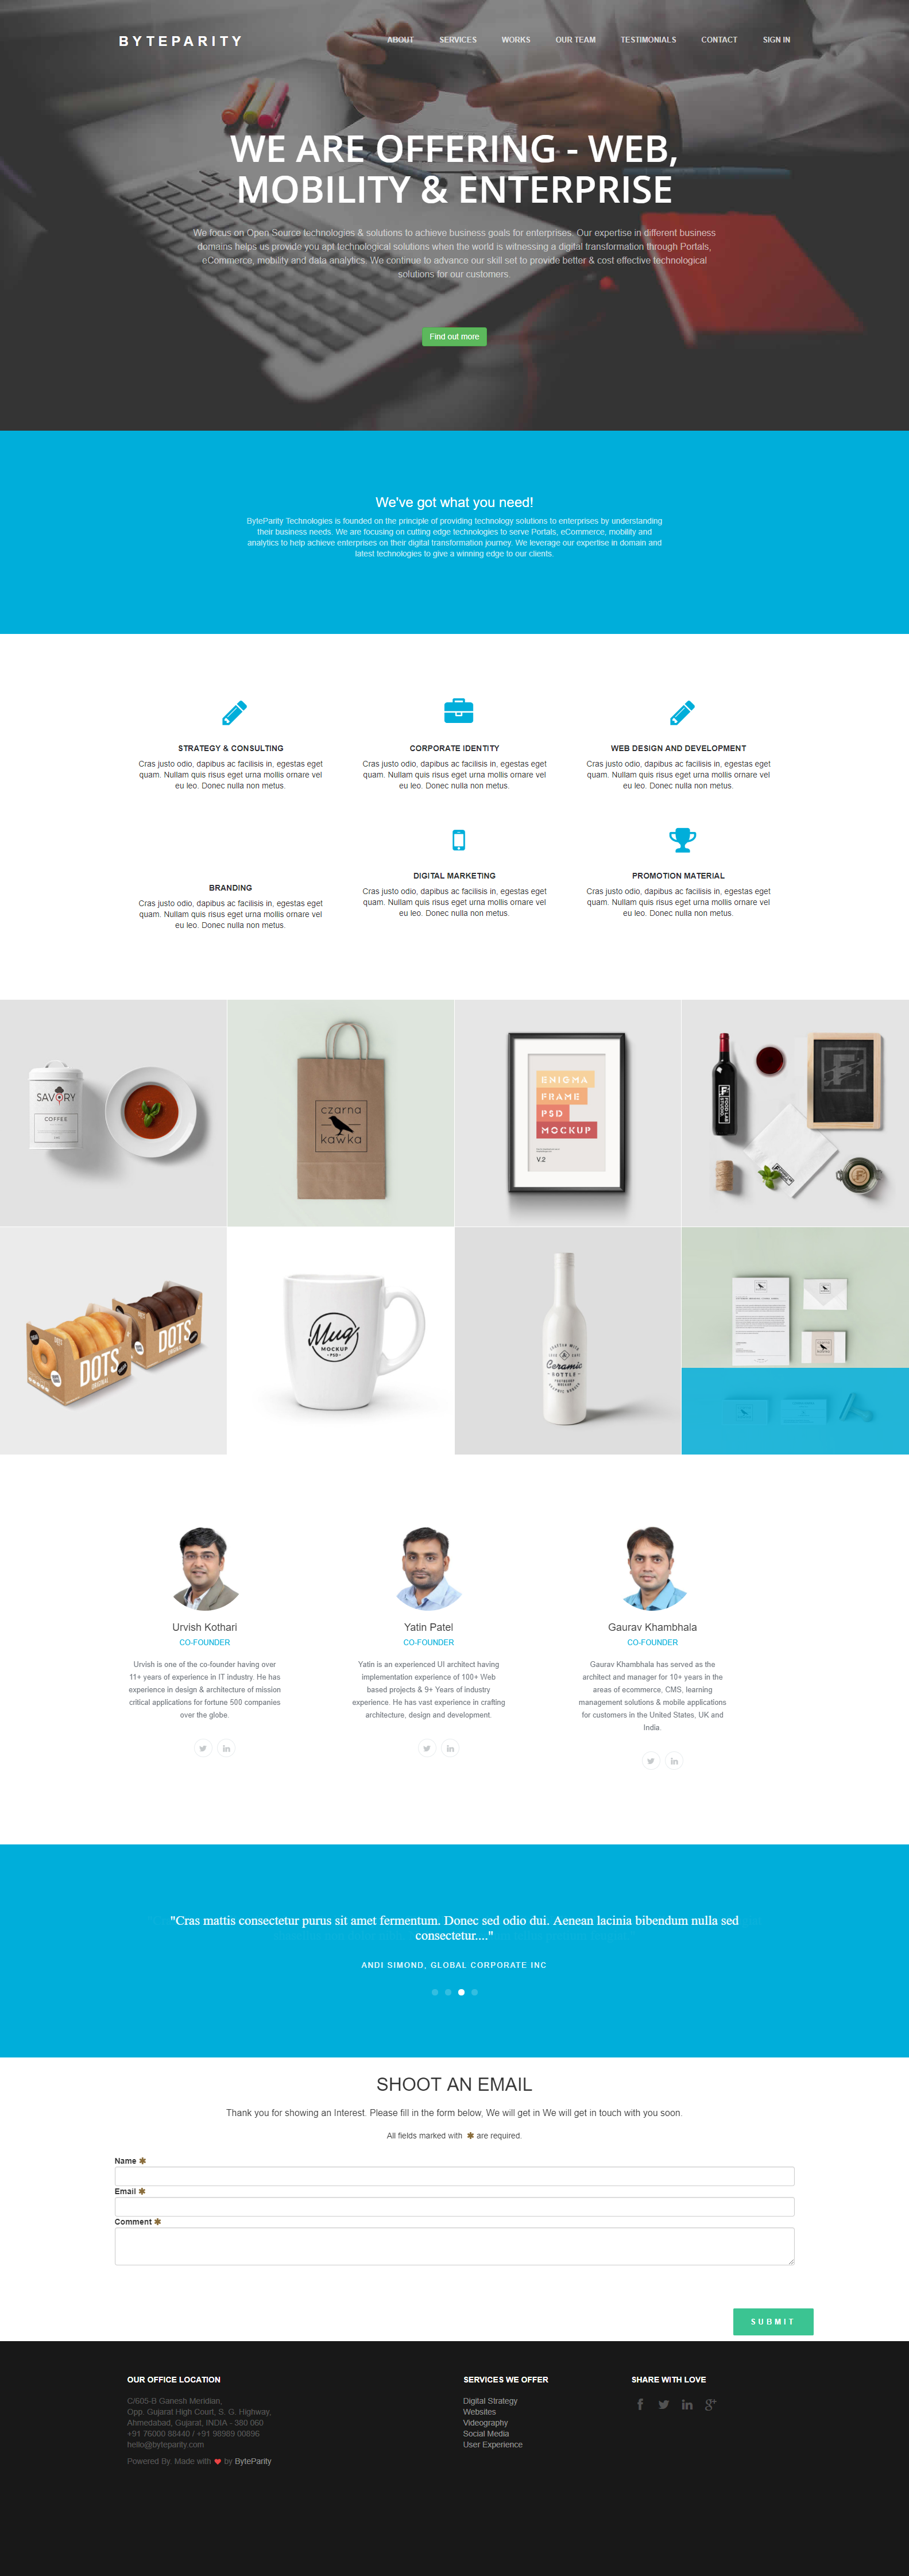 BYTEPARITY
ABOUT SERVICES WORKS OUR TEAM TESTIMONIALS CONTACT SIGN IN
WE ARE OFFERING - WEB,
MOBILITY & ENTERPRISE
We focus on Open Source technologies & solutions to achieve business goals for enterprises. Our expertise in different business
domains helps us provide you apt technological solutions when the world is witnessing a digital transformation through Portals,
eCommerce, mobility and data analytics. We continue to advance our skill set to provide better & cost effective technological
solutions for our customers.
Find out more
We've got what you need!
ByteParity Technologies is founded on the principle of providing technology solutions to enterprises by understanding
their business needs. We are focusing on cutting edge technologies to serve Portals, eCommerce, mobility and
analytics to help achieve enterprises on their digital transformation journey. We leverage our expertise in domain and
latest technologies to give a winning edge to our clients.
STRATEGY & CONSULTING
Cras justo odio, dapibus ac facilisis in, egestas eget
quam. Nullam quis risus eget urna mollis ornare vel
eu leo. Donec nulla non metus.
CORPORATE IDENTITY
Cras justo odio, dapibus ac facilisis in, egestas eget
quam. Nullam quis risus eget urna mollis ornare vel
eu leo. Donec nulla non metus.
WEB DESIGN AND DEVELOPMENT
Cras justo odio, dapibus ac facilisis in, egestas eget
quam. Nullam quis risus eget urna mollis ornare vel
eu leo. Donec nulla non metus.
BRANDING
Cras justo odio, dapibus ac facilisis in, egestas eget
quam. Nullam quis risus eget urna mollis ornare vel
eu leo. Donec nulla non metus.
DIGITAL MARKETING
Cras justo odio, dapibus ac facilisis in, egestas eget
quam. Nullam quis risus eget urna mollis ornare vel
eu leo. Donec nulla non metus.
PROMOTION MATERIAL
Cras justo odio, dapibus ac facilisis in, egestas eget
quam. Nullam quis risus eget urna mollis ornare vel
eu leo. Donec nulla non metus.
SAVORY
COFFEE
czarna
kawka
ENIGMA
FRAME
PSD
MOCKUP
V.2
FOOD LAB
STUDIO
DOTS
ORIGINAL
DOTS
Mug
MOCKUP
PSD
CRAFTED WITH
Ceramic
BOTTLE
Urvish Kothari
CO-FOUNDER
Urvish is one of the co-founder having over
11+ years of experience in IT industry. He has
experience in design & architecture of mission
critical applications for fortune 500 companies
over the globe.
Yatin Patel
CO-FOUNDER
Yatin is an experienced UI architect having
implementation experience of 100+ Web
based projects & 9+ Years of industry
experience. He has vast experience in crafting
architecture, design and development.
Gaurav Khambhala
CO-FOUNDER
Gaurav Khambhala has served as the
architect and manager for 10+ years in the
areas of ecommerce, CMS, learning
management solutions & mobile applications
for customers in the United States, UK and
India.
"Cras mattis consectetur purus sit amet fermentum. Donec sed odio dui. Aenean lacinia bibendum nulla sed
consectetur...."
ANDI SIMOND, GLOBAL CORPORATE INC
SHOOT AN EMAIL
Thank you for showing an Interest. Please fill in the form below, We will get in We will get in touch with you soon.
All fields marked with ✱ are required.
Name ✱
Email ✱
Comment ✱
SUBMIT
OUR OFFICE LOCATION
C/605-B Ganesh Meridian,
Opp. Gujarat High Court, S. G. Highway,
Ahmedabad, Gujarat, INDIA - 380 060
+91 76000 88440 / +91 98989 00896
hello@byteparity.com
Powered By. Made with ♥ by ByteParity
SERVICES WE OFFER
Digital Strategy
Websites
Videography
Social Media
User Experience
SHARE WITH LOVE